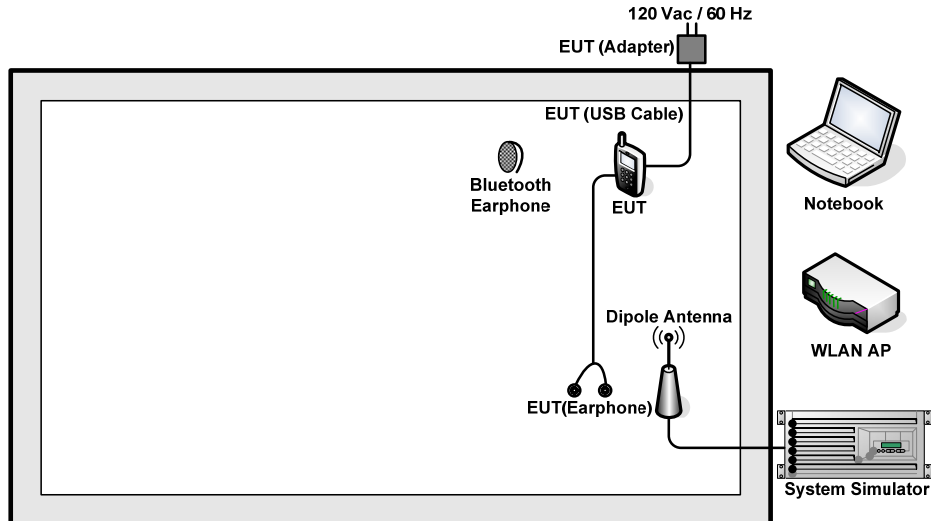 120 Vac / 60 Hz
EUT (Adapter)
EUT (USB Cable)
Bluetooth
Earphone
EUT
Notebook
WLAN AP
Dipole Antenna
EUT(Earphone)
System Simulator